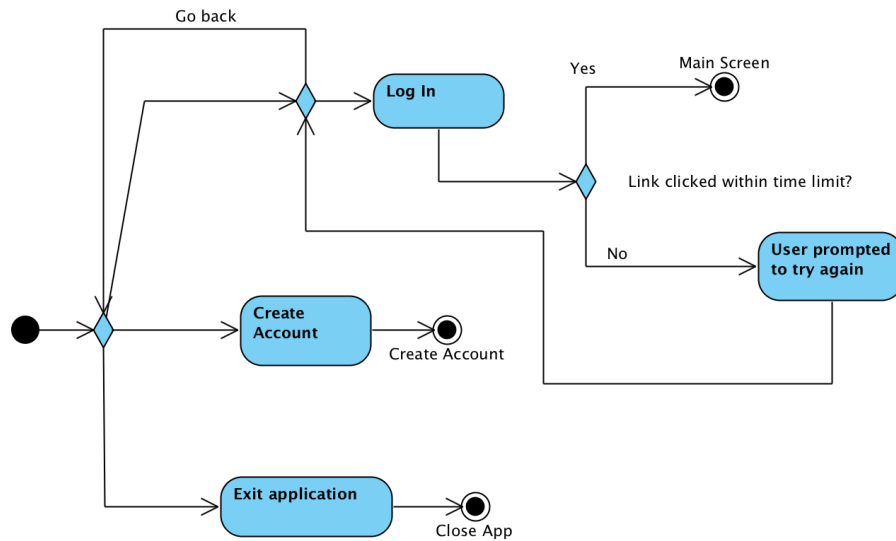 Go back
Main Screen
Yes
Log In
Link clicked within time limit?
No
User prompted
to try again
Create
Account
Create Account
Exit application
Close App